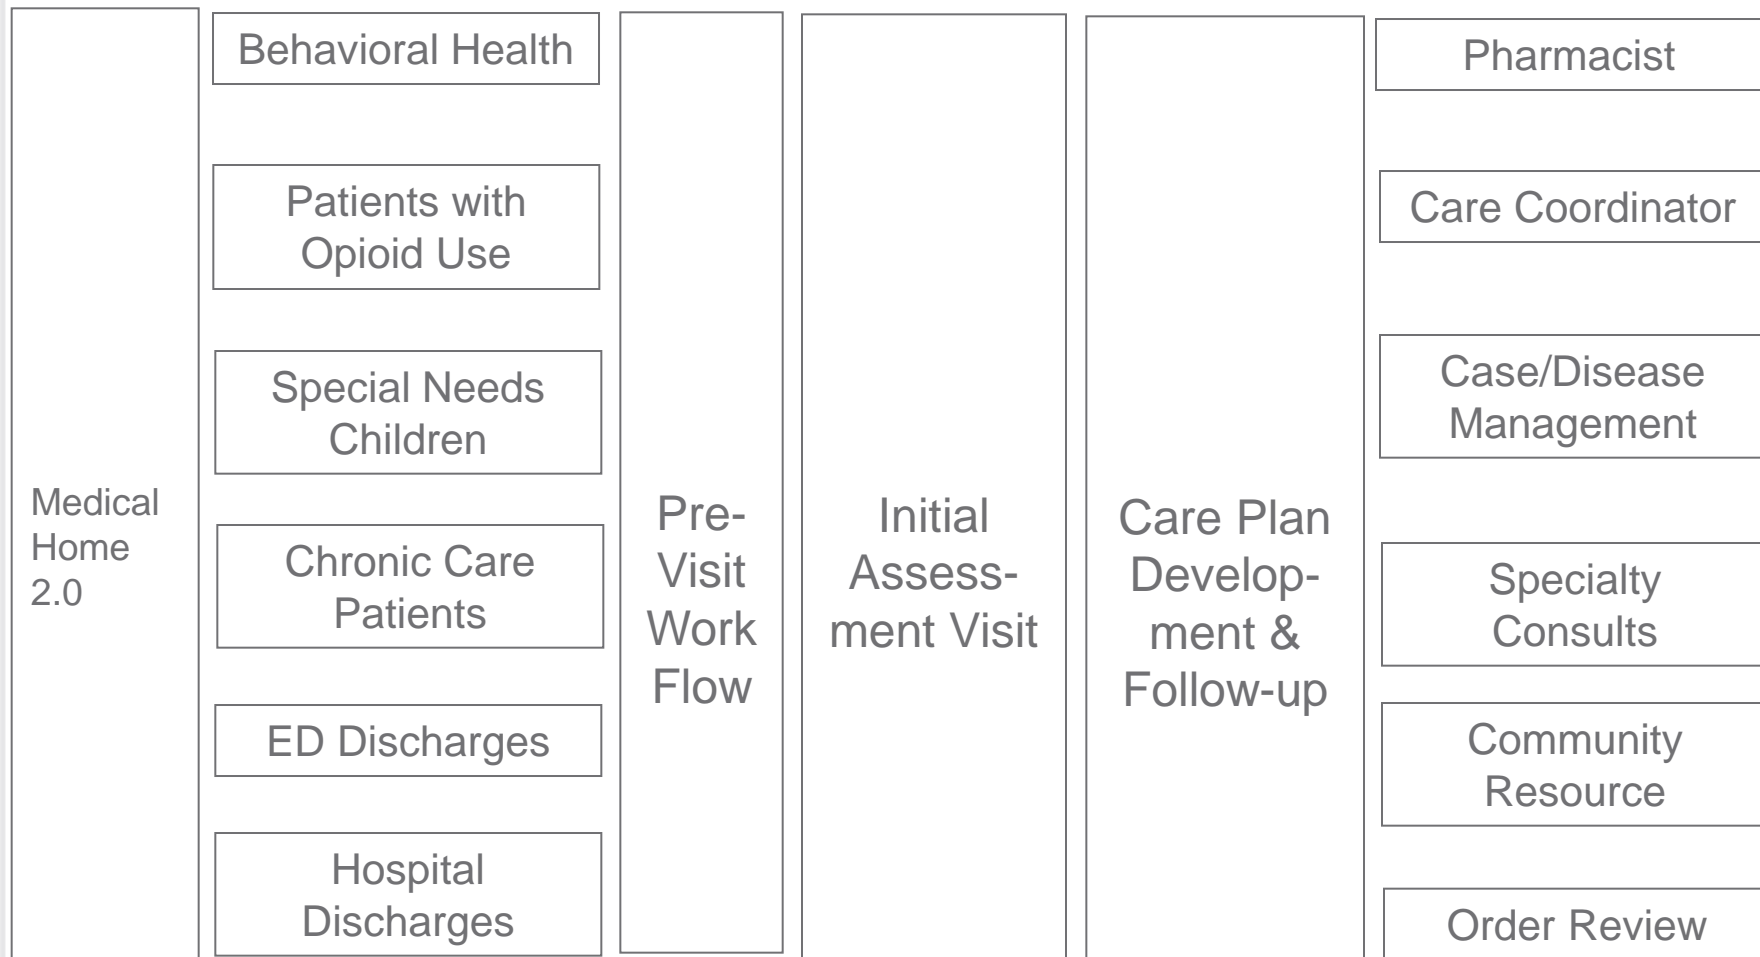 Medical
Home
2.0
Behavioral Health
Patients with
Opioid Use
Special Needs
Children
Chronic Care
Patients
ED Discharges
Hospital
Discharges
Pre-
Visit
Work
Flow
Initial
Assess-
ment Visit
Care Plan
Develop-
ment &
Follow-up
Pharmacist
Care Coordinator
Case/Disease
Management
Specialty
Consults
Community
Resource
Order Review